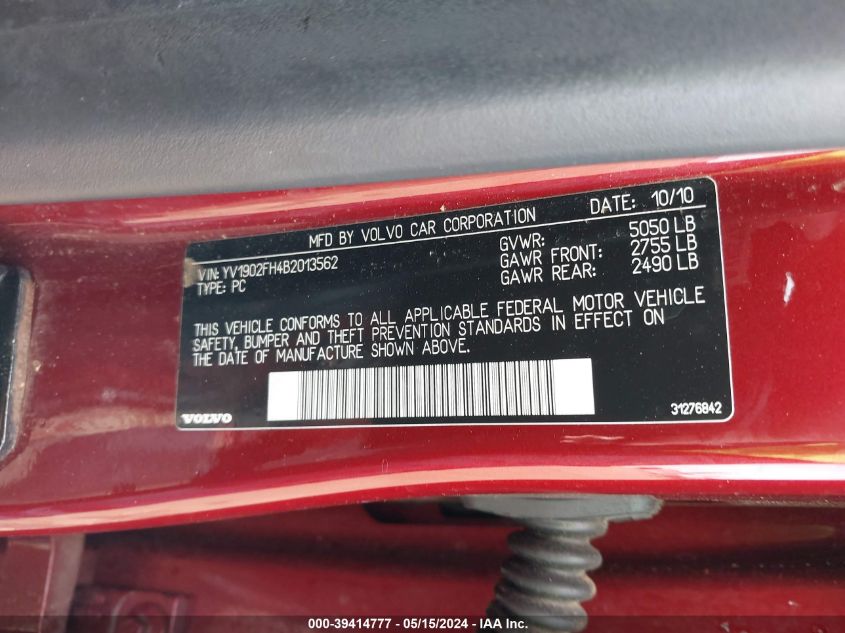 MFD BY VOLVO CAR CORPORATION DATE: 10/10
VIN: YV1902FH4B2013562
TYPE: PC
GVWR: 5050 LB
GAWR FRONT: 2755 LB
GAWR REAR: 2490 LB
THIS VEHICLE CONFORMS TO ALL APPLICABLE FEDERAL MOTOR VEHICLE
SAFETY, BUMPER AND THEFT PREVENTION STANDARDS IN EFFECT ON
THE DATE OF MANUFACTURE SHOWN ABOVE.
VOLVO
31276842
000-39414777 - 05/15/2024 - IAA Inc.